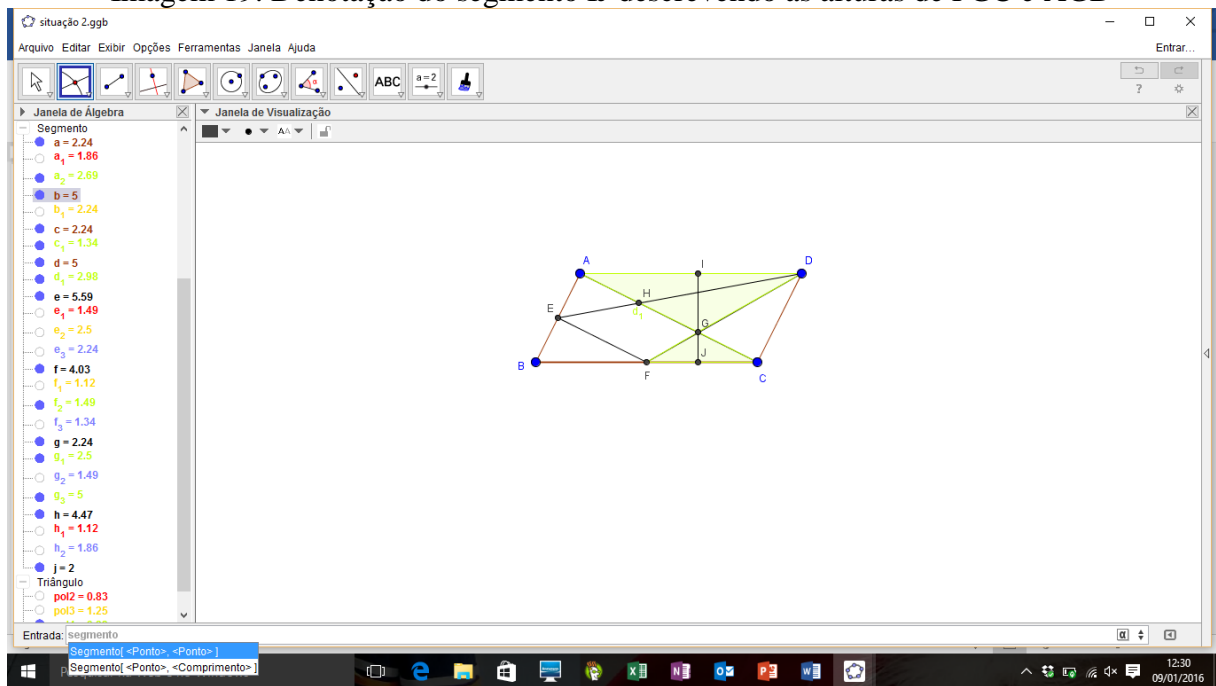 situação 2.ggb
Arquivo Editar Exibir Opções Ferramentas Janela Ajuda
Entrar...
ABC
a = 2
?
Janela de Álgebra
Janela de Visualização
Segmento
a = 2.24
a₁ = 1.86
a₂ = 2.69
b = 5
b₁ = 2.24
c = 2.24
c₁ = 1.34
d = 5
d₁ = 2.98
e = 5.59
e₁ = 1.49
e₂ = 2.5
e₃ = 2.24
f = 4.03
f₁ = 1.12
f₂ = 1.49
f₃ = 1.34
g = 2.24
g₁ = 2.5
g₂ = 1.49
g₃ = 5
h = 4.47
h₁ = 1.12
h₂ = 1.86
j = 2
Triângulo
pol2 = 0.83
pol3 = 1.25
A
I
D
H
d₁
E
G
J
B
F
C
Entrada: segmento
α
Segmento[ <Ponto>, <Ponto> ]
Segmento[ <Ponto>, <Comprimento> ]
12:30
09/01/2016